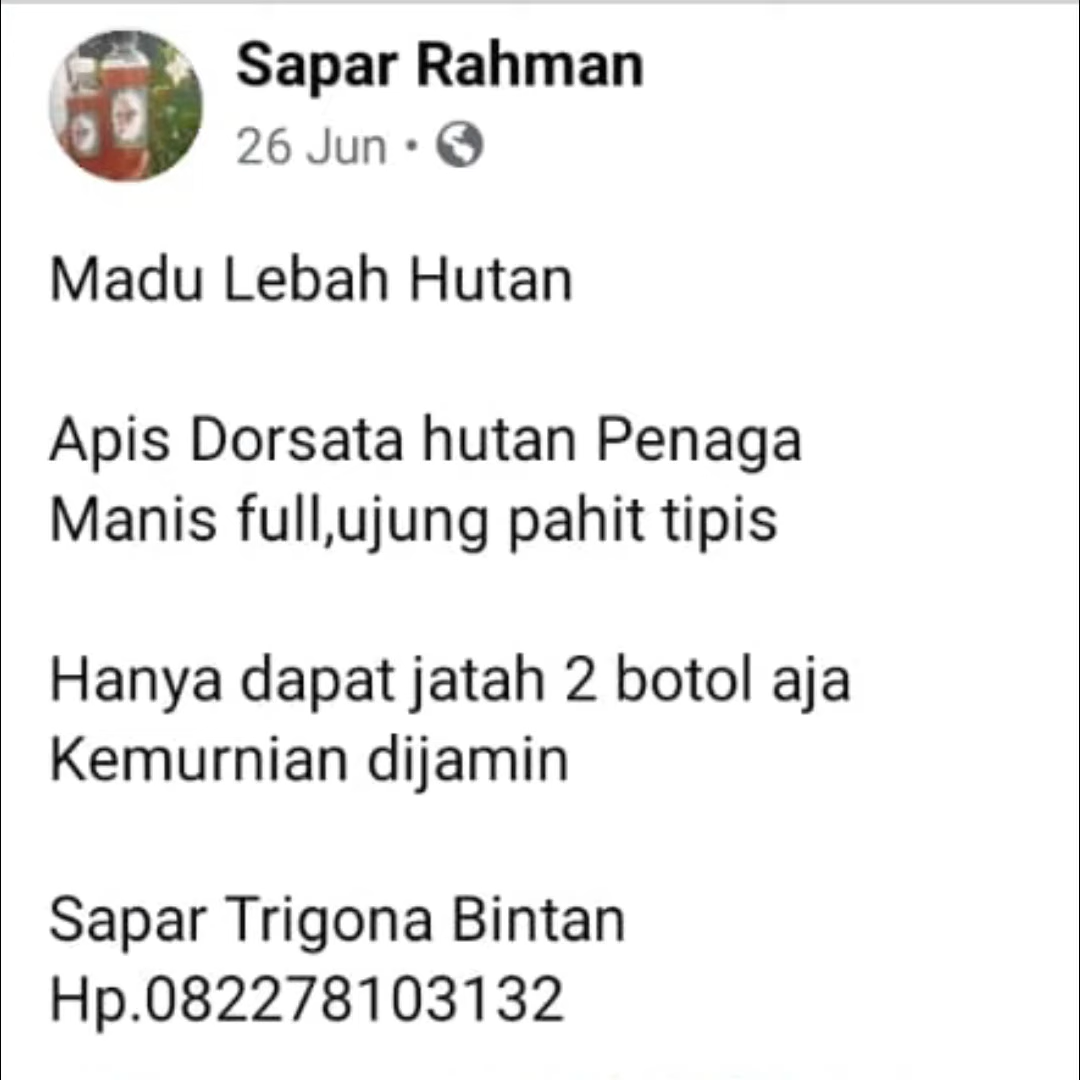 Sapar Rahman
26 Jun •
Madu Lebah Hutan
Apis Dorsata hutan Penaga
Manis full,ujung pahit tipis
Hanya dapat jatah 2 botol aja
Kemurnian dijamin
Sapar Trigona Bintan
Hp.082278103132